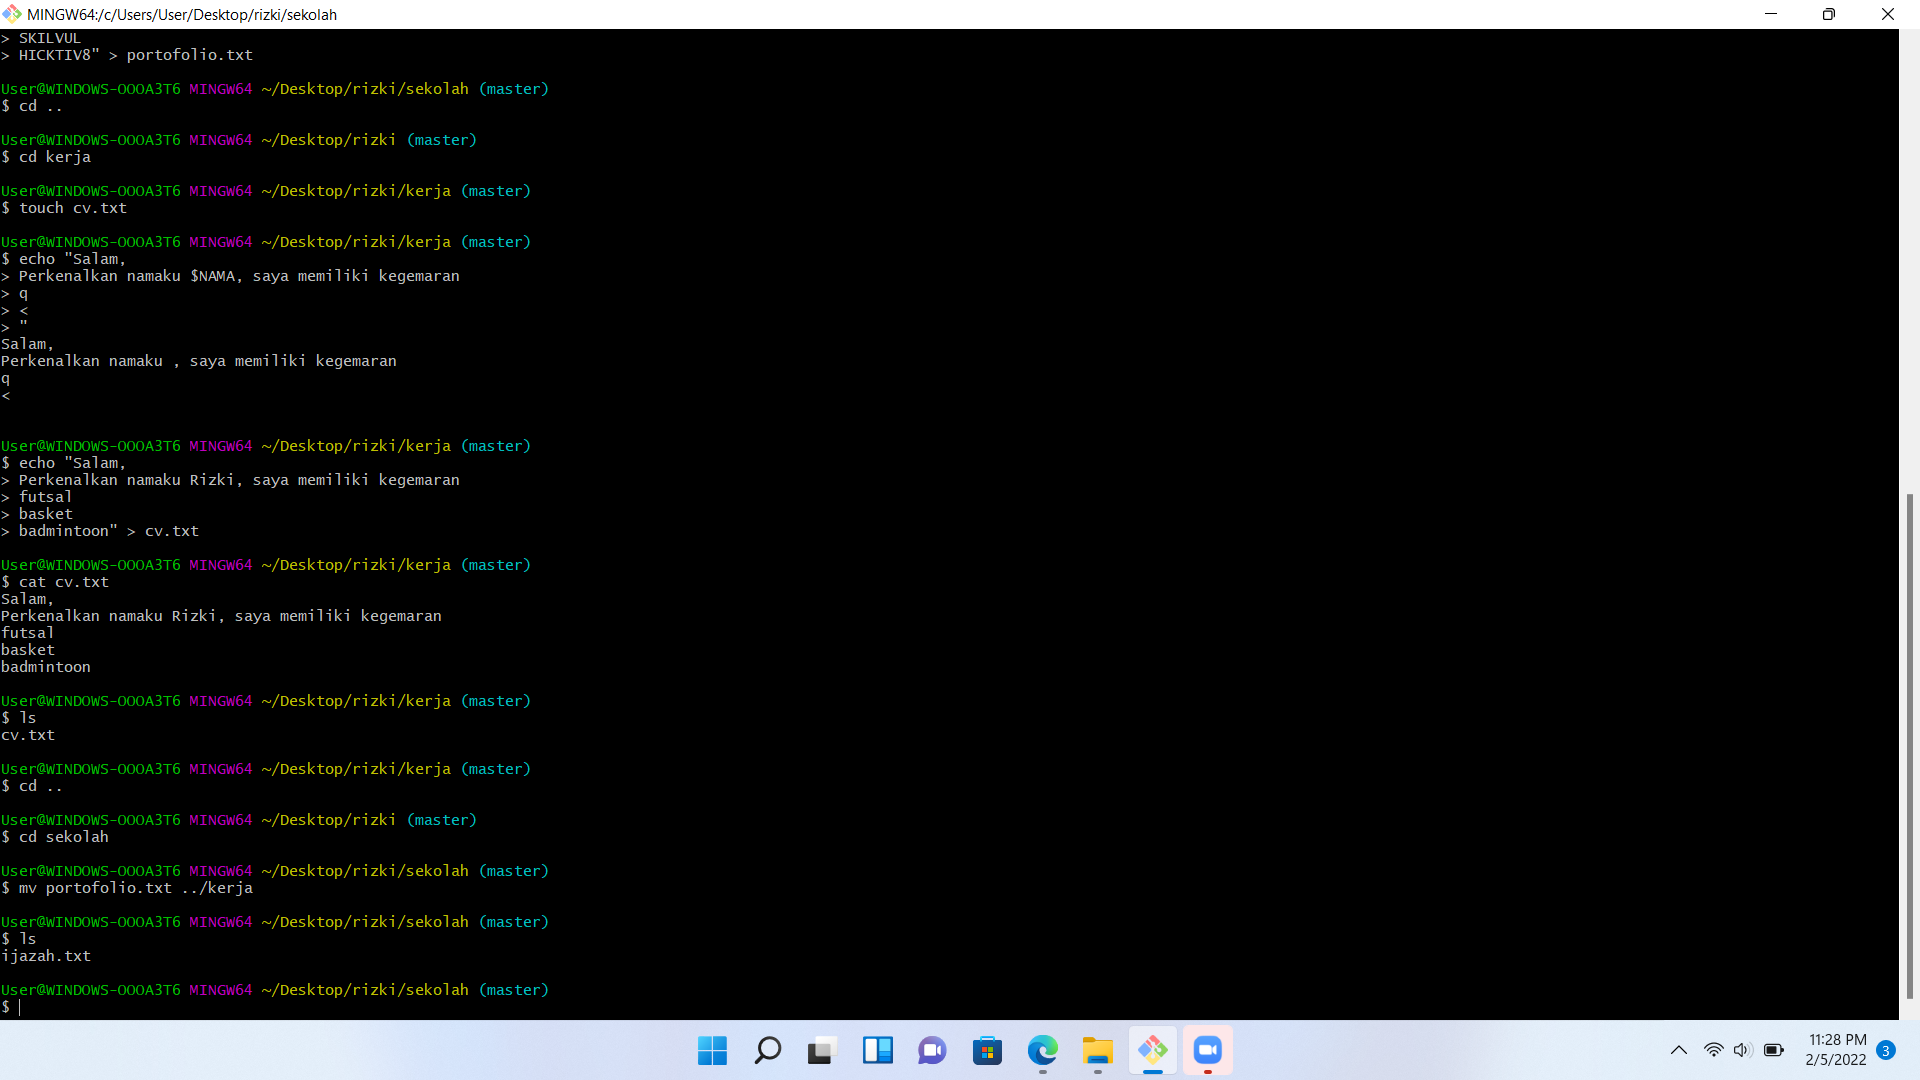 MINGW64:/c/Users/User/Desktop/rizki/sekolah
> SKILVUL
> HICKTIV8" > portofolio.txt
User@WINDOWS-OOOA3T6 MINGW64 ~/Desktop/rizki/sekolah (master)
$ cd ..
User@WINDOWS-OOOA3T6 MINGW64 ~/Desktop/rizki (master)
$ cd kerja
User@WINDOWS-OOOA3T6 MINGW64 ~/Desktop/rizki/kerja (master)
$ touch cv.txt
User@WINDOWS-OOOA3T6 MINGW64 ~/Desktop/rizki/kerja (master)
$ echo "Salam,
> Perkenalkan namaku $NAMA, saya memiliki kegemaran
> q
> <
> "
Salam,
Perkenalkan namaku , saya memiliki kegemaran
q
<
User@WINDOWS-OOOA3T6 MINGW64 ~/Desktop/rizki/kerja (master)
$ echo "Salam,
> Perkenalkan namaku Rizki, saya memiliki kegemaran
> futsal
> basket
> badmintoon" > cv.txt
User@WINDOWS-OOOA3T6 MINGW64 ~/Desktop/rizki/kerja (master)
$ cat cv.txt
Salam,
Perkenalkan namaku Rizki, saya memiliki kegemaran
futsal
basket
badmintoon
User@WINDOWS-OOOA3T6 MINGW64 ~/Desktop/rizki/kerja (master)
$ ls
cv.txt
User@WINDOWS-OOOA3T6 MINGW64 ~/Desktop/rizki/kerja (master)
$ cd ..
User@WINDOWS-OOOA3T6 MINGW64 ~/Desktop/rizki (master)
$ cd sekolah
User@WINDOWS-OOOA3T6 MINGW64 ~/Desktop/rizki/sekolah (master)
$ mv portofolio.txt ../kerja
User@WINDOWS-OOOA3T6 MINGW64 ~/Desktop/rizki/sekolah (master)
$ ls
ijazah.txt
User@WINDOWS-OOOA3T6 MINGW64 ~/Desktop/rizki/sekolah (master)
$
11:28 PM
2/5/2022
3